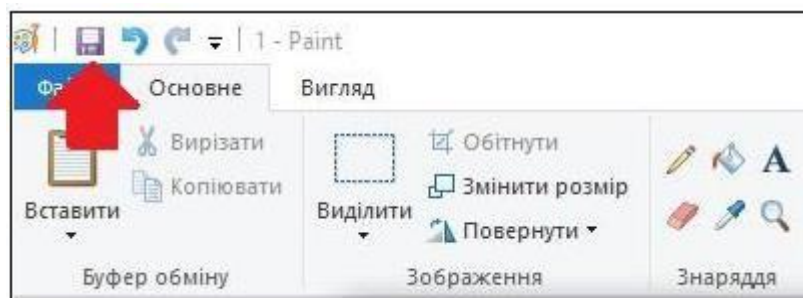 1 - Paint
Основне Вигляд
Вирізати
Копіювати
Вставити
Буфер обміну
Обітнути
Змінити розмір
Повернути
Виділити
Зображення
A
Знаряддя